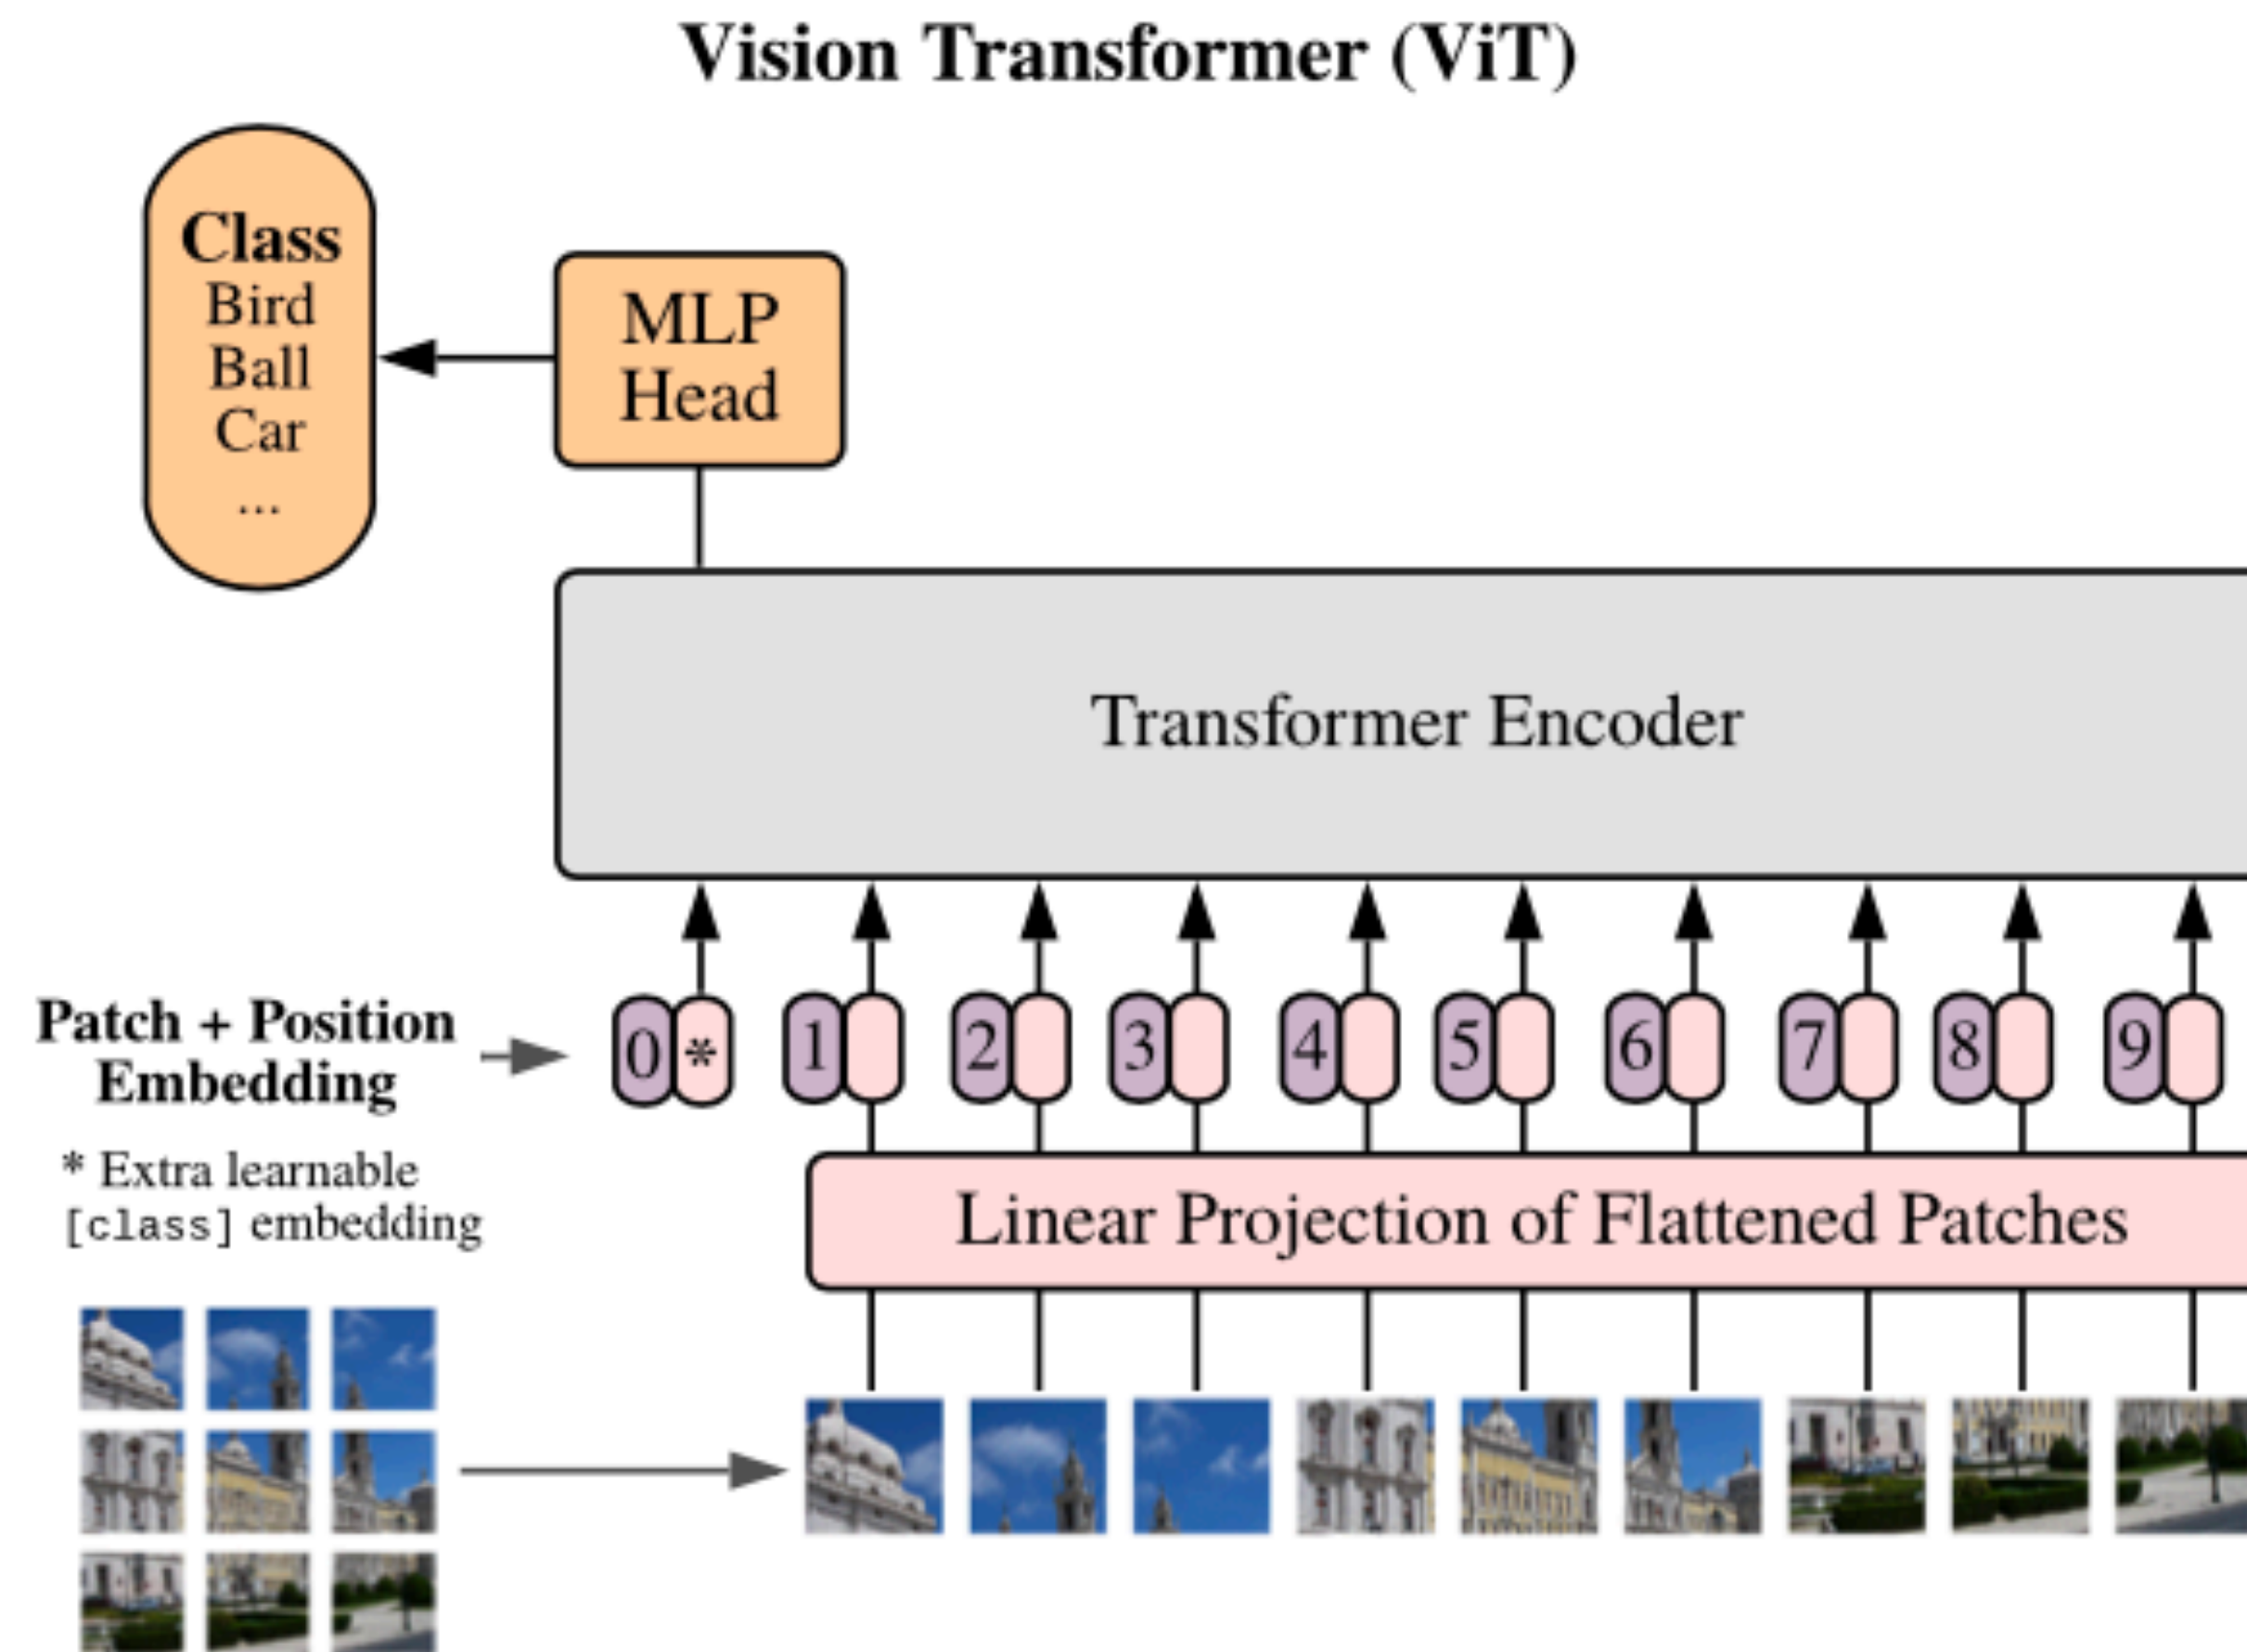 Vision Transformer (ViT)
Class
Bird
Ball
Car
...
MLP
Head
Transformer Encoder
Patch + Position
Embedding
* Extra learnable
[class] embedding
0 * 1 2 3 4 5 6 7 8 9
Linear Projection of Flattened Patches